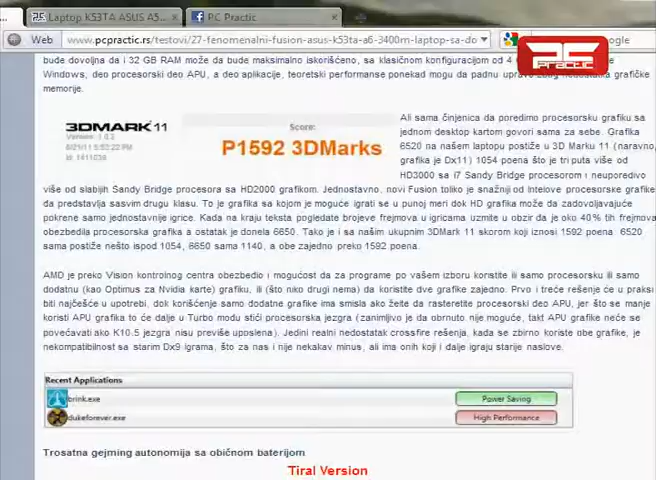 Laptop K53TA ASUS A5...
PC Practic
Web
www.pcpractic.rs/testovi/27-fenomenalni-fusion-asus-k53ta-a6-3400m-laptop-sa-do
google
PRACTIC
bude dovoljna da i 32 GB RAM može da bude maksimalno iskorišćeno, sa klasičnom konfiguracijom od 4
Windows, deo procesorski deo APU, a deo aplikacije, teoretski performanse ponekad mogu da padnu upravo zbog nedostatka grafičke
memorije.
3DMARK 11
Score:
P1592 3DMarks
Ali sama činjenica da poredimo procesorsku grafiku sa
jednom desktop kartom govori sama za sebe. Grafika
6520 na našem laptopu postiže u 3D Marku 11 (naravno,
grafika je Dx11) 1054 poena što je tri puta više od
HD3000 sa i7 Sandy Bridge procesorom i neuporedivo
više od slabijih Sandy Bridge procesora sa HD2000 grafikom. Jednostavno, novi Fusion toliko je snažniji od Intelove procesorske grafike
da predstavlja sasvim drugu klasu. To je grafika sa kojom je moguće igrati se u punoj meri dok HD grafika može da zadovoljavajuće
pokrene samo jednostavnije igrice. Kada na kraju teksta pogledate brojeve frejmova u igricama uzmite u obzir da je oko 40% tih frejmova
obezbedila procesorska grafika a ostatak je donela 6650. Tako je i sa našim ukupnim 3DMark 11 skorom koji iznosi 1592 poena. 6520
sama postiže nešto ispod 1054, 6650 sama 1140, a obe zajedno preko 1592 poena.
AMD je preko Vision kontrolnog centra obezbedio i mogućnost da za programe po vašem izboru koristite ili samo procesorsku ili samo
dodatnu (kao Optimus za Nvidia karte) grafiku, ili (što niko drugi nema) da koristite dve grafike zajedno. Prvo i treće rešenje će u praksi
biti najčešće u upotrebi, dok korišćenje samo dodatne grafike ima smisla ako želite da rasteretite procesorski deo APU, jer što se manje
koristi APU grafika to će dalje u Turbo modu stići procesorska jezgra (zanimljivo je da obrnuto nije moguće, takt APU grafike neće se
povećavati ako K10.5 jezgra nisu previše uposlena). Jedini realni nedostatak crossfire rešenja, kada se zbirno koriste obe grafike, je
nekompatibilnost sa starim Dx9 igrama, što za nas i nije nekakav minus, ali ima onih koji i dalje igraju starije naslove.
Recent Applications
brink.exe
Power Saving
dukeforever.exe
High Performance
Trosatna gejming autonomija sa običnom baterijom
Tiral Version